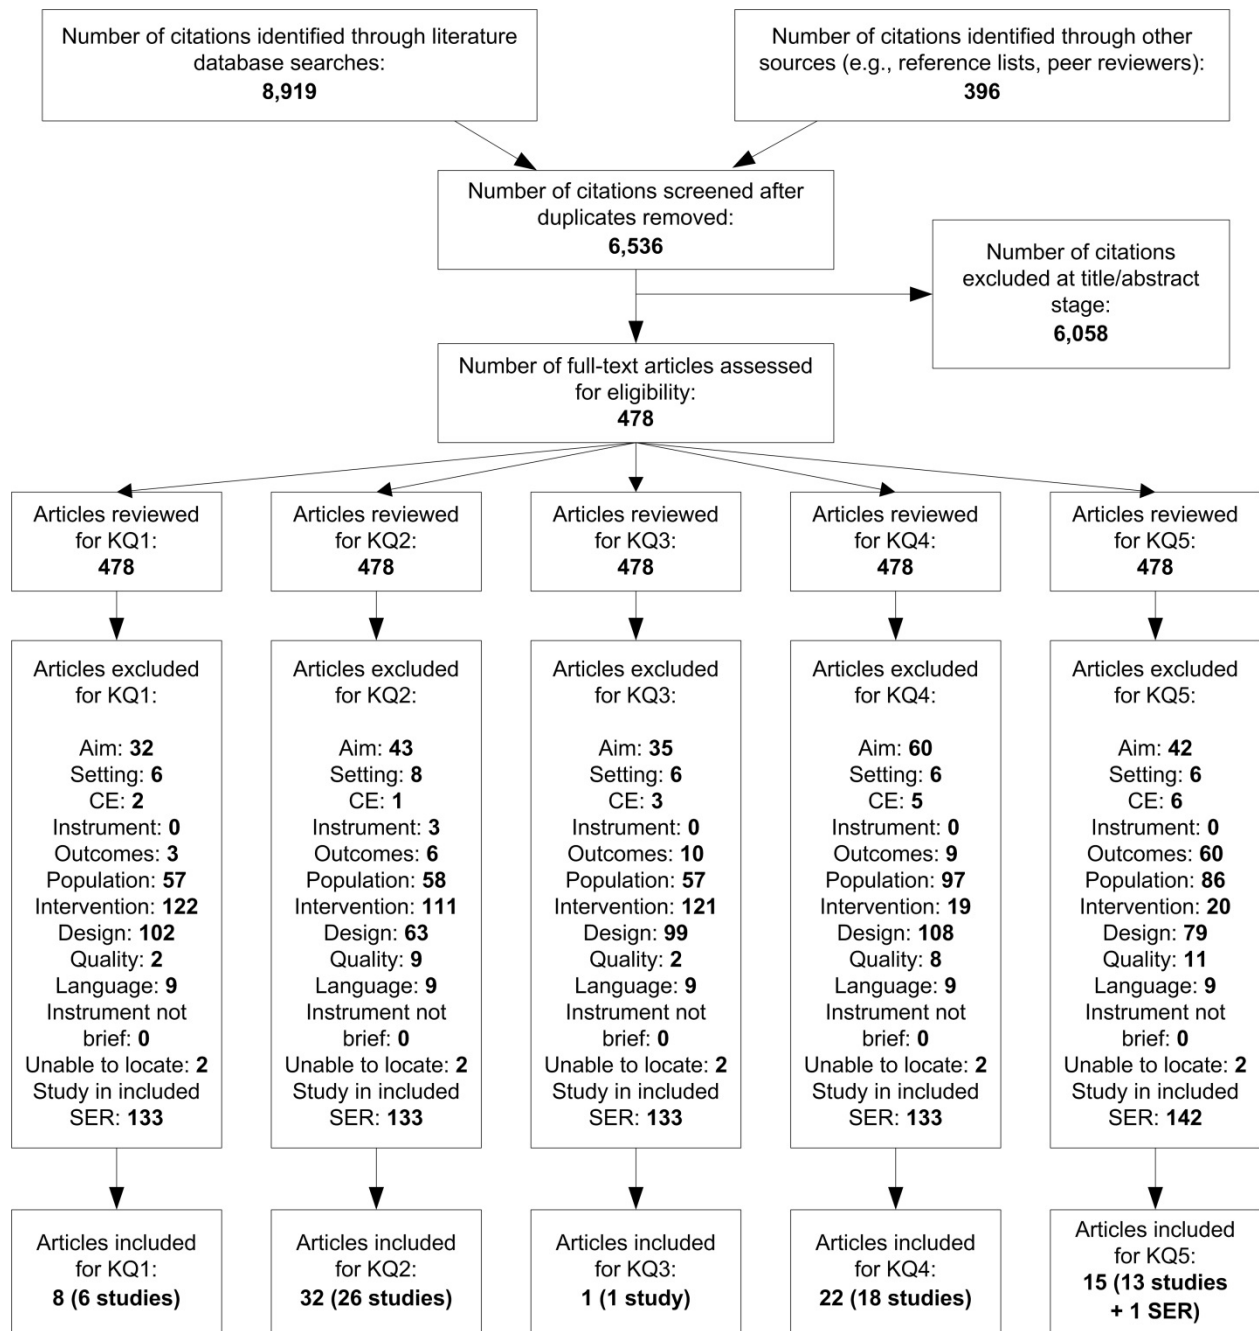 Number of citations identified through literature
database searches:
8,919
Number of citations identified through other
sources (e.g., reference lists, peer reviewers):
396
Number of citations screened after
duplicates removed:
6,536
Number of citations
excluded at title/abstract
stage:
6,058
Number of full-text articles assessed
for eligibility:
478
Articles reviewed
for KQ1:
478
Articles reviewed
for KQ2:
478
Articles reviewed
for KQ3:
478
Articles reviewed
for KQ4:
478
Articles reviewed
for KQ5:
478
Articles excluded
for KQ1:
Aim: 32
Setting: 6
CE: 2
Instrument: 0
Outcomes: 3
Population: 57
Intervention: 122
Design: 102
Quality: 2
Language: 9
Instrument not
brief: 0
Unable to locate: 2
Study in included
SER: 133
Articles excluded
for KQ2:
Aim: 43
Setting: 8
CE: 1
Instrument: 3
Outcomes: 6
Population: 58
Intervention: 111
Design: 63
Quality: 9
Language: 9
Instrument not
brief: 0
Unable to locate: 2
Study in included
SER: 133
Articles excluded
for KQ3:
Aim: 35
Setting: 6
CE: 3
Instrument: 0
Outcomes: 10
Population: 57
Intervention: 121
Design: 99
Quality: 2
Language: 9
Instrument not
brief: 0
Unable to locate: 2
Study in included
SER: 133
Articles excluded
for KQ4:
Aim: 60
Setting: 6
CE: 5
Instrument: 0
Outcomes: 9
Population: 97
Intervention: 19
Design: 108
Quality: 8
Language: 9
Instrument not
brief: 0
Unable to locate: 2
Study in included
SER: 133
Articles excluded
for KQ5:
Aim: 42
Setting: 6
CE: 6
Instrument: 0
Outcomes: 60
Population: 86
Intervention: 20
Design: 79
Quality: 11
Language: 9
Instrument not
brief: 0
Unable to locate: 2
Study in included
SER: 142
Articles included
for KQ1:
8 (6 studies)
Articles included
for KQ2:
32 (26 studies)
Articles included
for KQ3:
1 (1 study)
Articles included
for KQ4:
22 (18 studies)
Articles included
for KQ5:
15 (13 studies
+ 1 SER)